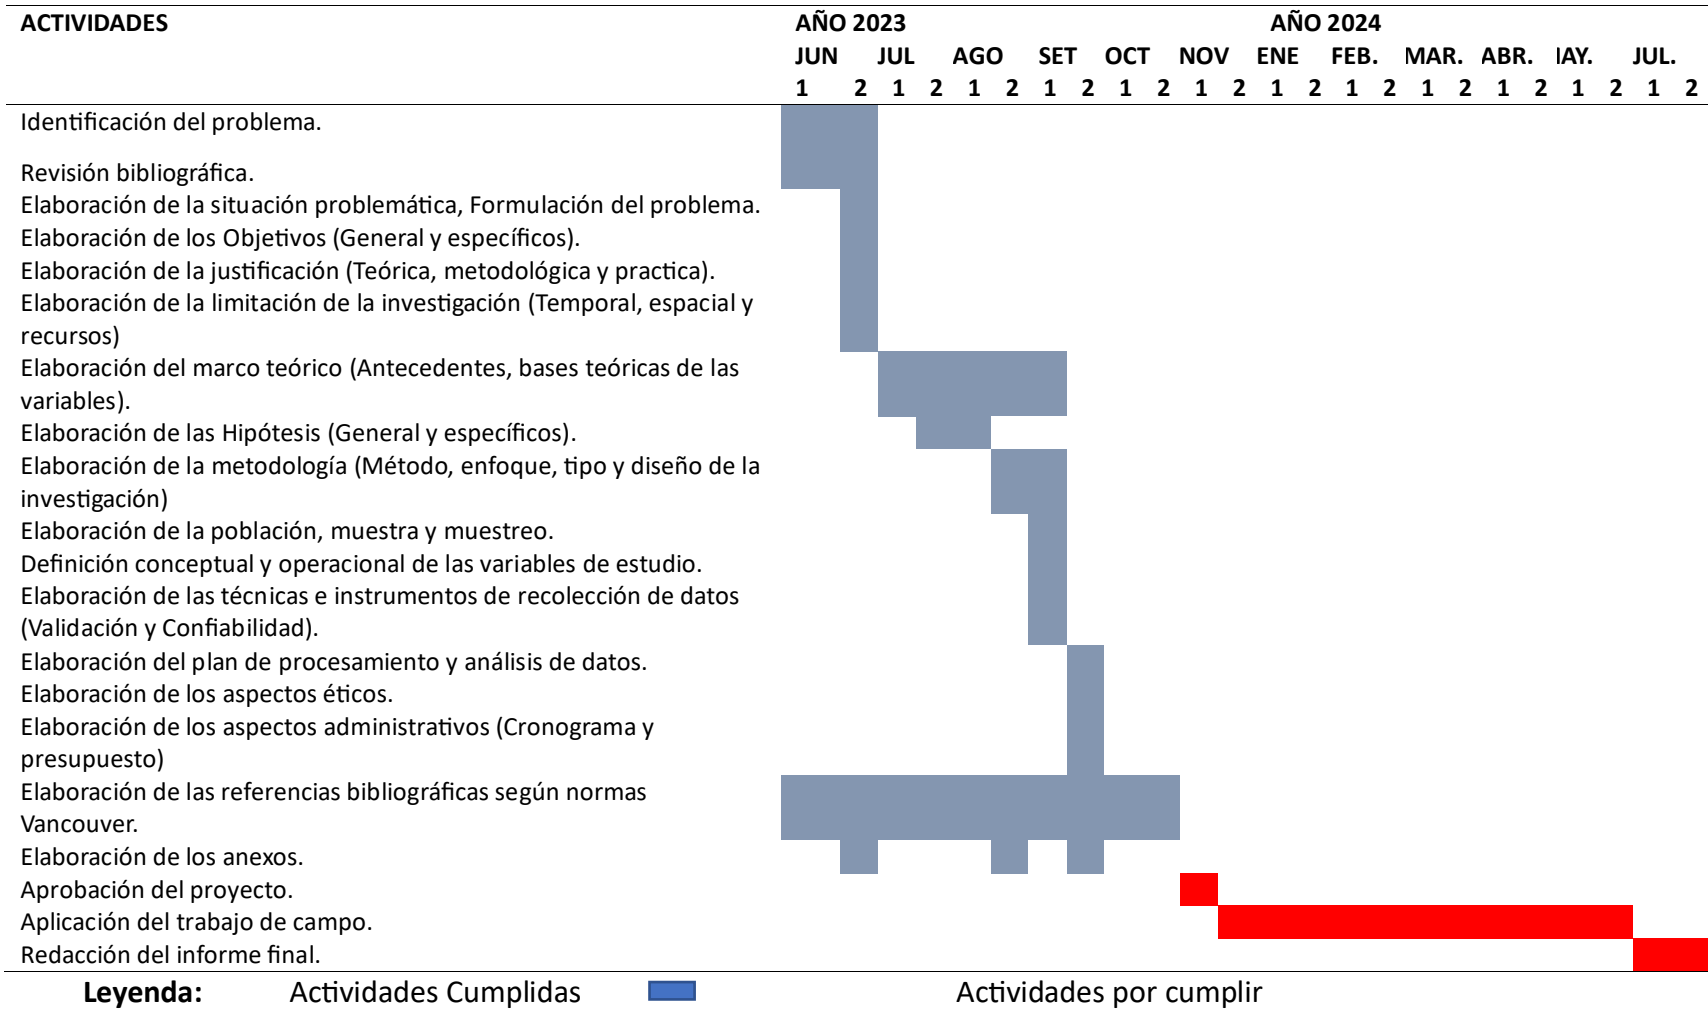 ACTIVIDADES AÑO 2023 AÑO 2024
JUN JUL AGO SET OCT NOV ENE FEB. MAR. ABR. IAY. JUL.
1 2 1 2 1 2 1 2 1 2 1 2 1 2 1 2 1 2 1 2 1 2 1 2
Identificación del problema.
Revisión bibliográfica.
Elaboración de la situación problemática, Formulación del problema.
Elaboración de los Objetivos (General y específicos).
Elaboración de la justificación (Teórica, metodológica y practica).
Elaboración de la limitación de la investigación (Temporal, espacial y
recursos)
Elaboración del marco teórico (Antecedentes, bases teóricas de las
variables).
Elaboración de las Hipótesis (General y específicos).
Elaboración de la metodología (Método, enfoque, tipo y diseño de la
investigación)
Elaboración de la población, muestra y muestreo.
Definición conceptual y operacional de las variables de estudio.
Elaboración de las técnicas e instrumentos de recolección de datos
(Validación y Confiabilidad).
Elaboración del plan de procesamiento y análisis de datos.
Elaboración de los aspectos éticos.
Elaboración de los aspectos administrativos (Cronograma y
presupuesto)
Elaboración de las referencias bibliográficas según normas
Vancouver.
Elaboración de los anexos.
Aprobación del proyecto.
Aplicación del trabajo de campo.
Redacción del informe final.
Leyenda: Actividades Cumplidas Actividades por cumplir